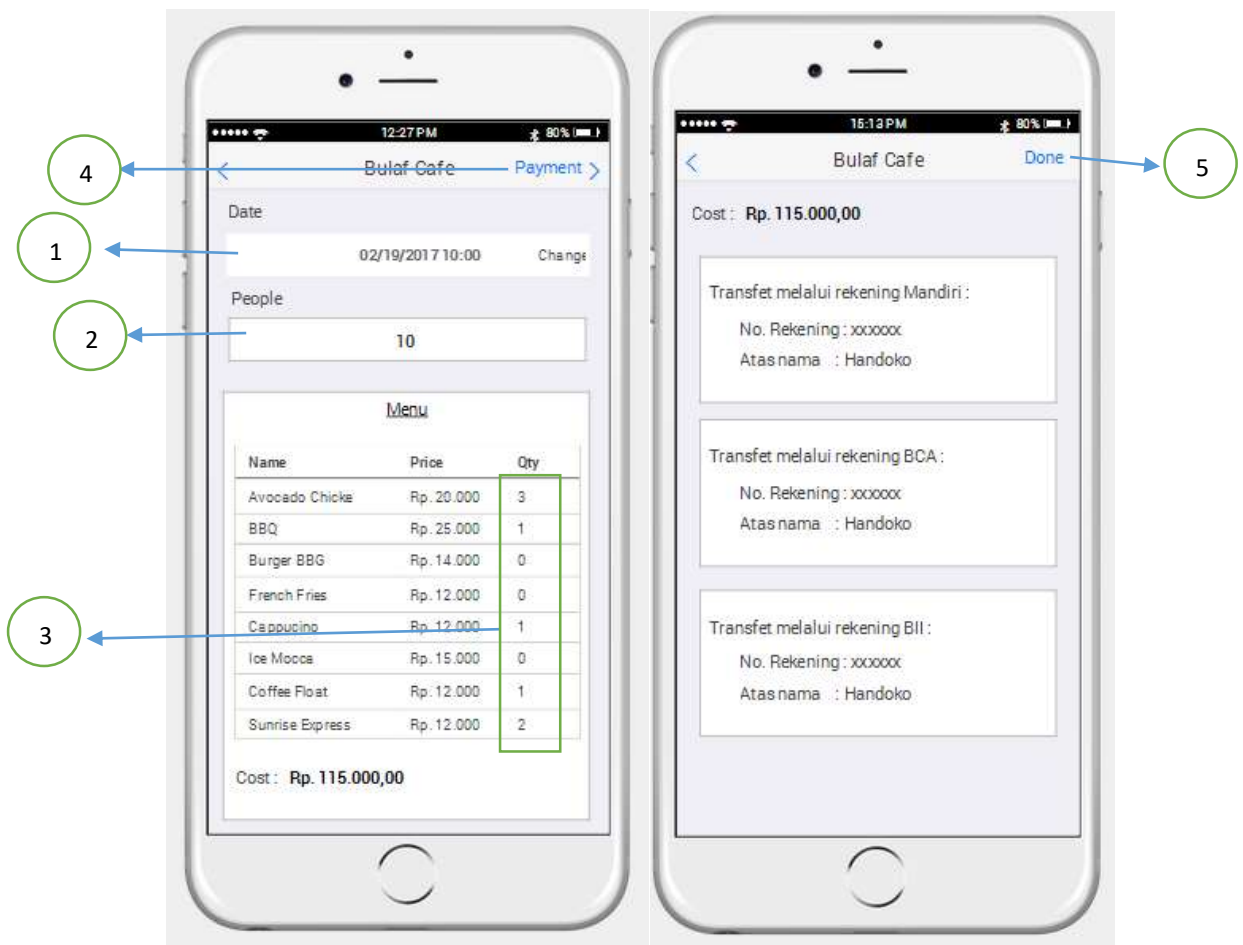 12:27 PM 80%
Bulaf Cafe Payment >
Date
02/19/2017 10:00 Change
People
10
Menu
Name Price Qty
Avocado Chicke Rp. 20.000 3
BBQ Rp. 25.000 1
Burger BBG Rp. 14.000 0
French Fries Rp. 12.000 0
Cappucino Rp. 12.000 1
Ice Mocca Rp. 15.000 0
Coffee Float Rp. 12.000 1
Sunrise Express Rp. 12.000 2
Cost : Rp. 115.000,00
4
1
2
3
15:13 PM 80%
< Bulaf Cafe Done
Cost : Rp. 115.000,00
Transfet melalui rekening Mandiri :
No. Rekening : xxxxxx
Atas nama : Handoko
Transfet melalui rekening BCA :
No. Rekening : xxxxxx
Atas nama : Handoko
Transfet melalui rekening BII :
No. Rekening : xxxxxx
Atas nama : Handoko
5